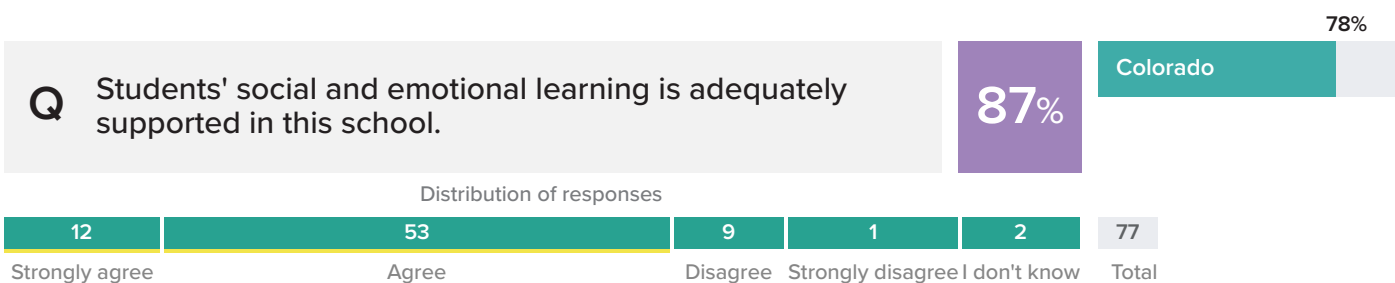 78%
Q
Students' social and emotional learning is adequately
supported in this school.
87%
Colorado
Distribution of responses
12 53 9 1 2 77
Strongly agree Agree Disagree Strongly disagree I don't know Total